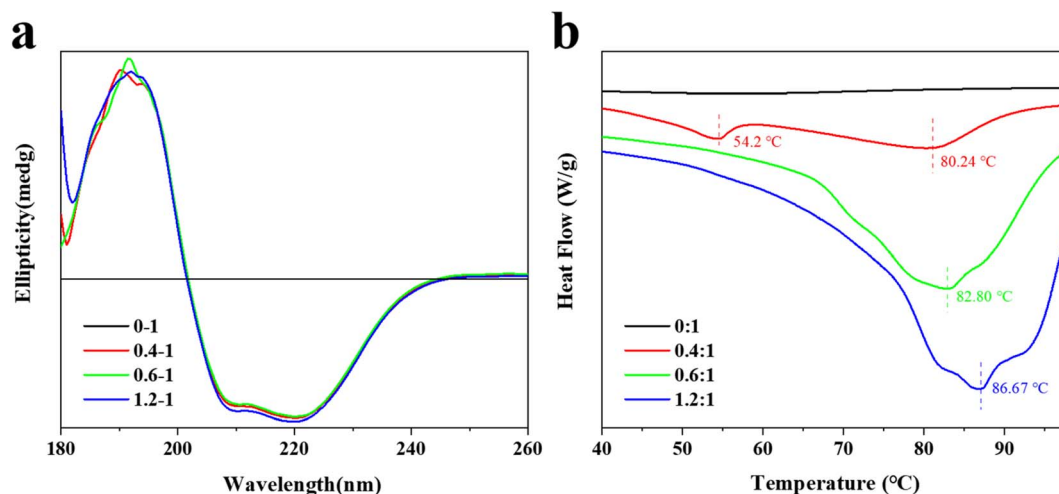 a
Ellipticity(medg)
0-1
0.4-1
0.6-1
1.2-1
180 200 220 240 260
Wavelength(nm)
b
Heat Flow (W/g)
54.2 ℃
80.24 ℃
82.80 ℃
86.67 ℃
0:1
0.4:1
0.6:1
1.2:1
40 50 60 70 80 90
Temperature (℃)